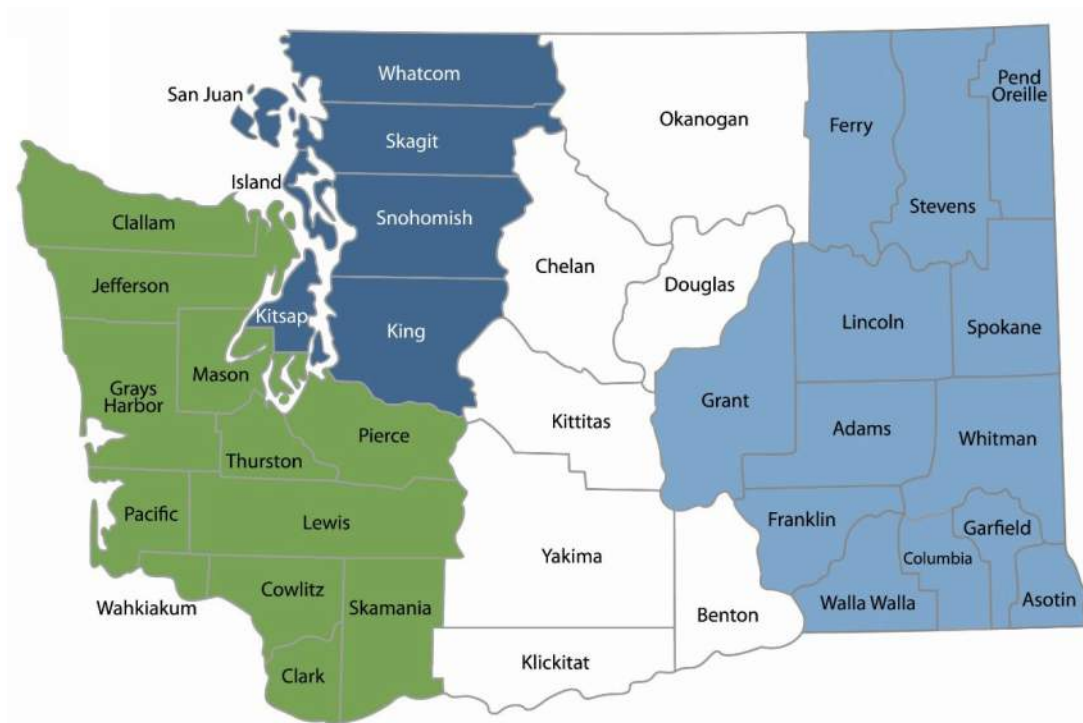 Whatcom
San Juan
Okanogan
Pend
Oreille
Ferry
Skagit
Island
Stevens
Snohomish
Clallam
Chelan
Douglas
Jefferson
Kitsap
King
Lincoln
Spokane
Mason
Grays
Harbor
Grant
Kittitas
Adams
Whitman
Pierce
Thurston
Pacific
Lewis
Franklin
Garfield
Yakima
Columbia
Cowlitz
Wahkiakum
Skamania
Walla Walla
Asotin
Benton
Klickitat
Clark